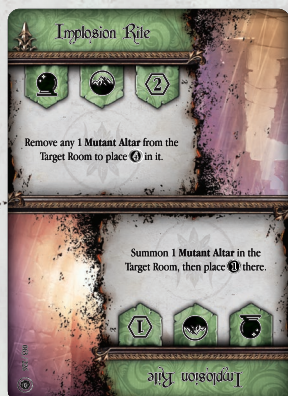 Implosion Rite
2
Remove any 1 Mutant Altar from the
Target Room to place 4 in it.
Summon 1 Mutant Altar in the
Target Room, then place 1 there.
1
Implosion Rite